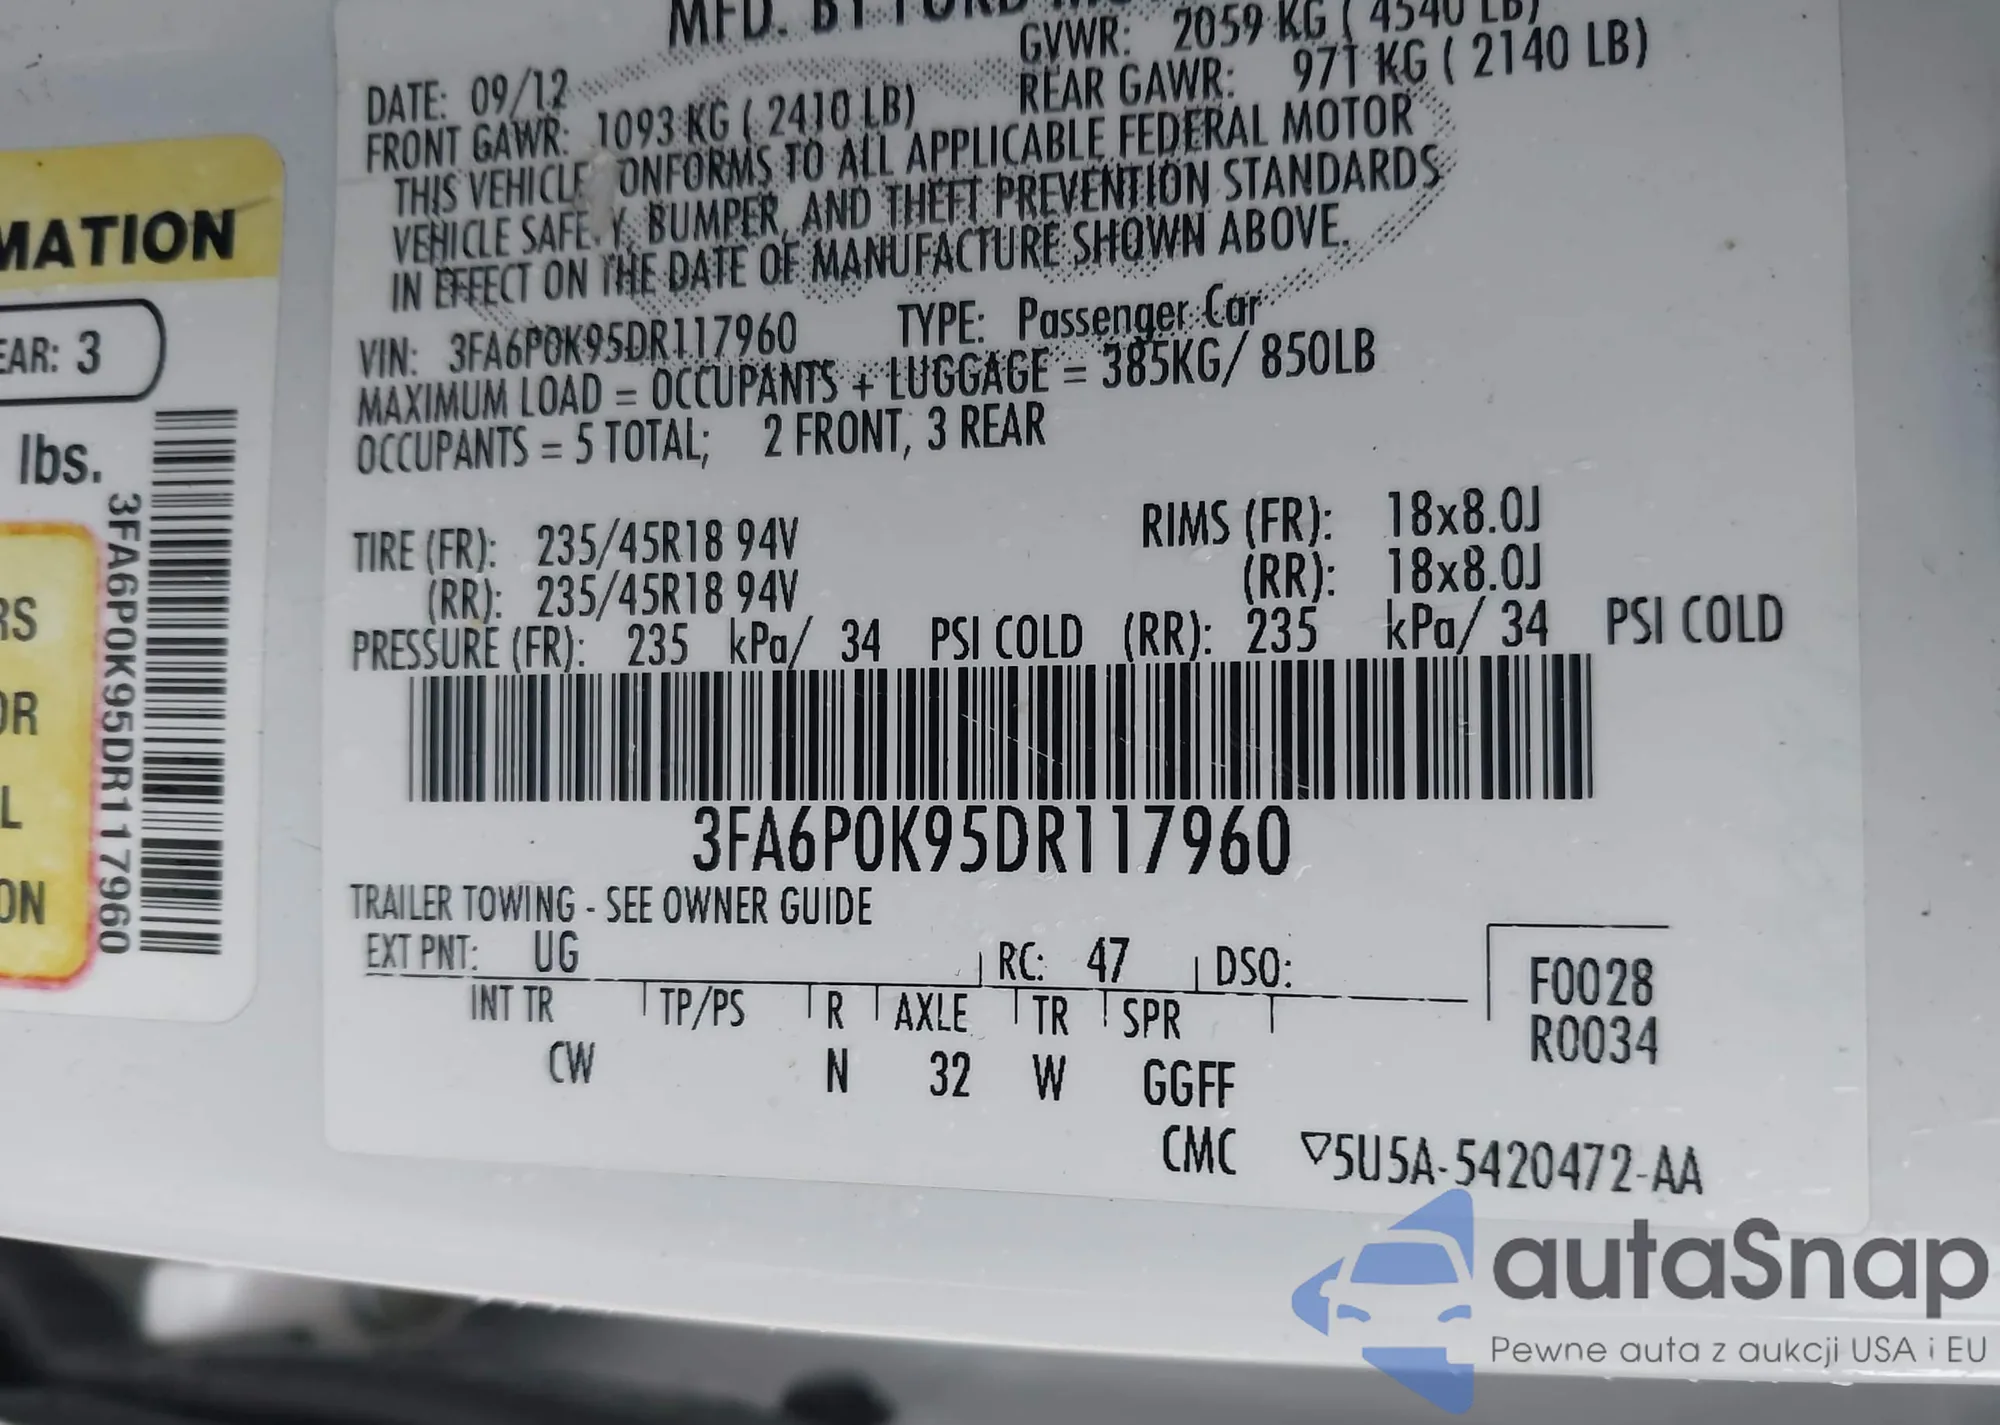 MFD. BY FORD
GVWR: 2059 KG ( 4540 LB)
DATE: 09/12
REAR GAWR: 971 KG ( 2140 LB)
FRONT GAWR: 1093 KG ( 2410 LB)
THIS VEHICLE ONFORMS TO ALL APPLICABLE FEDERAL MOTOR
VEHICLE SAFE Y, BUMPER, AND THEFT PREVENTION STANDARDS
IN EFFECT ON THE DATE OF MANUFACTURE SHOWN ABOVE.
VIN: 3FA6P0K95DR117960 TYPE: Passenger Car
MAXIMUM LOAD = OCCUPANTS + LUGGAGE = 385KG/ 850LB
OCCUPANTS = 5 TOTAL; 2 FRONT, 3 REAR
TIRE (FR): 235/45R18 94V RIMS (FR): 18x8.0J
(RR): 235/45R18 94V (RR): 18x8.0J
PRESSURE (FR): 235 kPa/ 34 PSI COLD (RR): 235 kPa/ 34 PSI COLD
3FA6P0K95DR117960
TRAILER TOWING - SEE OWNER GUIDE
EXT PNT: UG RC: 47 DSO:
INT TR TP/PS R AXLE TR SPR
CW N 32 W GGFF
F0028
R0034
CMC ▽5U5A-5420472-AA
MATION
EAR: 3
lbs.
3FA6P0K95DR117960
RS
OR
L
ON
autaSnap
Pewne auta z aukcji USA i EU